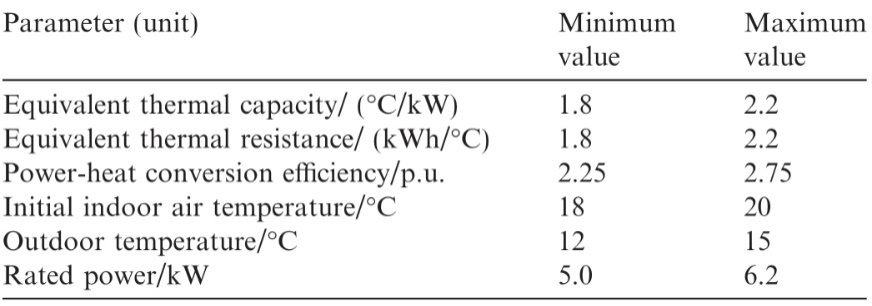 Parameter (unit) Minimum value Maximum value
Equivalent thermal capacity/ (°C/kW) 1.8 2.2
Equivalent thermal resistance/ (kWh/°C) 1.8 2.2
Power-heat conversion efficiency/p.u. 2.25 2.75
Initial indoor air temperature/°C 18 20
Outdoor temperature/°C 12 15
Rated power/kW 5.0 6.2